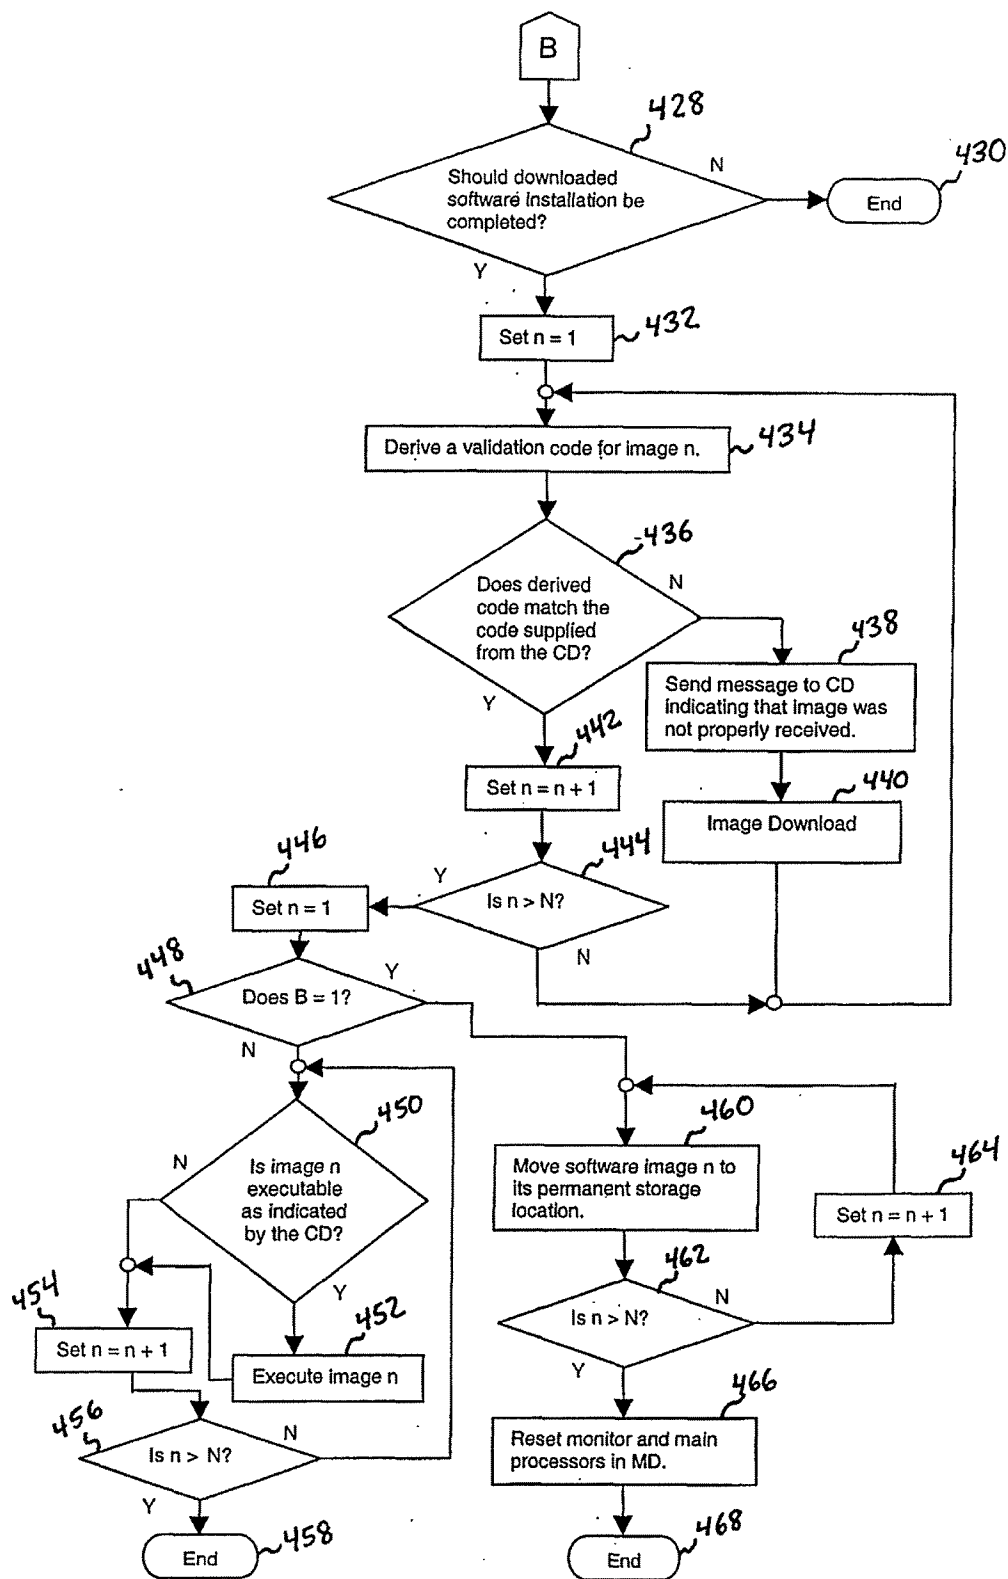 B
428
Should downloaded
software installation be
completed?
N
430
End
Y
Set n = 1
432
Derive a validation code for image n.
434
436
Does derived
code match the
code supplied
from the CD?
N
438
Send message to CD
indicating that image was
not properly received.
Y
442
Set n = n + 1
440
Image Download
446
444
Y
Is n > N?
Set n = 1
N
448
Does B = 1?
Y
N
450
Is image n
executable
as indicated
by the CD?
N
Y
460
Move software image n to
its permanent storage
location.
464
Set n = n + 1
462
Is n > N?
N
Y
454
Set n = n + 1
452
Execute image n
456
Is n > N?
N
Y
466
Reset monitor and main
processors in MD.
End
458
End
468